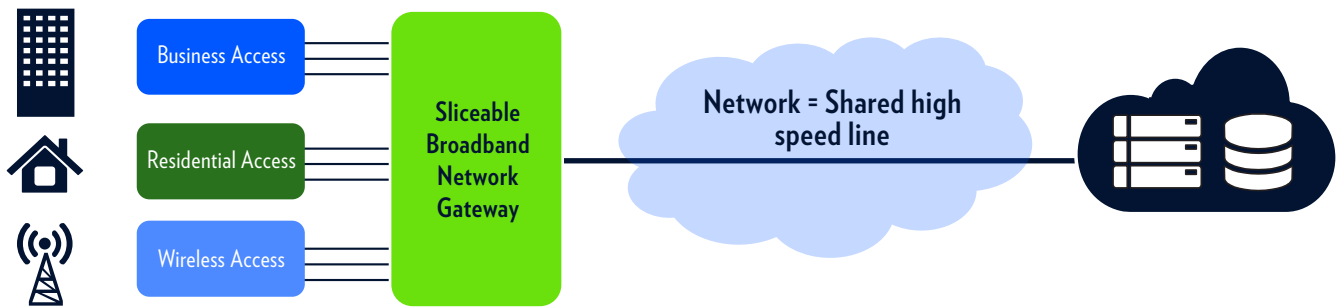 Business Access
Residential Access
Wireless Access
Sliceable
Broadband
Network
Gateway
Network = Shared high
speed line